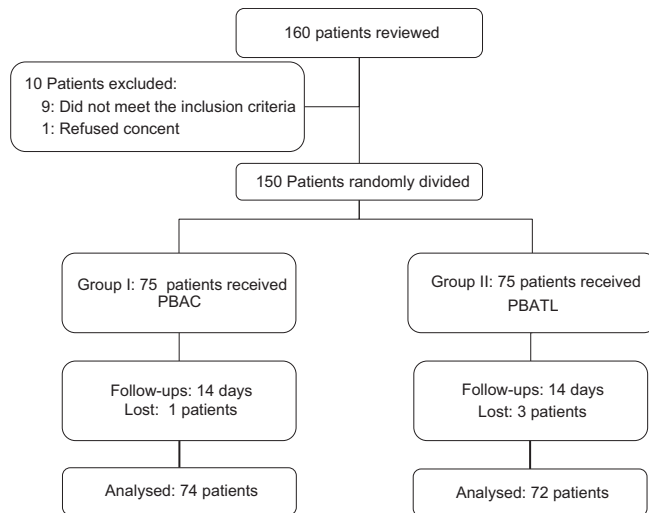 160 patients reviewed
10 Patients excluded:
9: Did not meet the inclusion criteria
1: Refused concent
150 Patients randomly divided
Group I: 75 patients received
PBAC
Group II: 75 patients received
PBATL
Follow-ups: 14 days
Lost: 1 patients
Follow-ups: 14 days
Lost: 3 patients
Analysed: 74 patients
Analysed: 72 patients